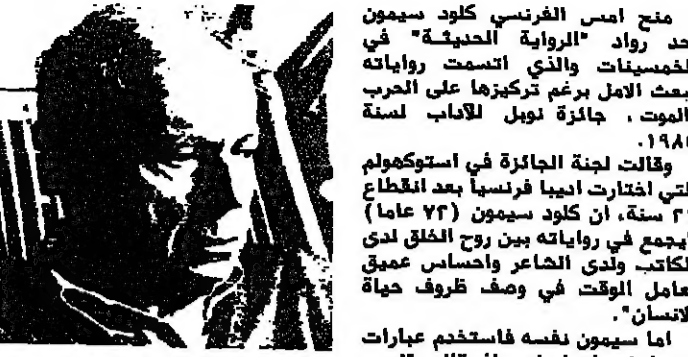 منح امس الفرنسي كلود سيمون
حد رواد "الرواية الحديثة" في
لخمسينات والذي اتسمت رواياته
بعث الامل برغم تركيزها على الحرب
الموت، جائزة نوبل للآداب لسنة
١٩٨
وقالت لجنة الجائزة في استوكهولم
لتي اختارت اديبا فرنسياً بعد انقطاع
سنة، ان كلود سيمون (٧٢ عاما)
يجمع في رواياته بين روح الخلق لدى
لكاتب ولدى الشاعر واحساس عميق
عامل الوقت في وصف ظروف حياة
لانسان".
اما سيمون نفسه فاستخدم عبارات